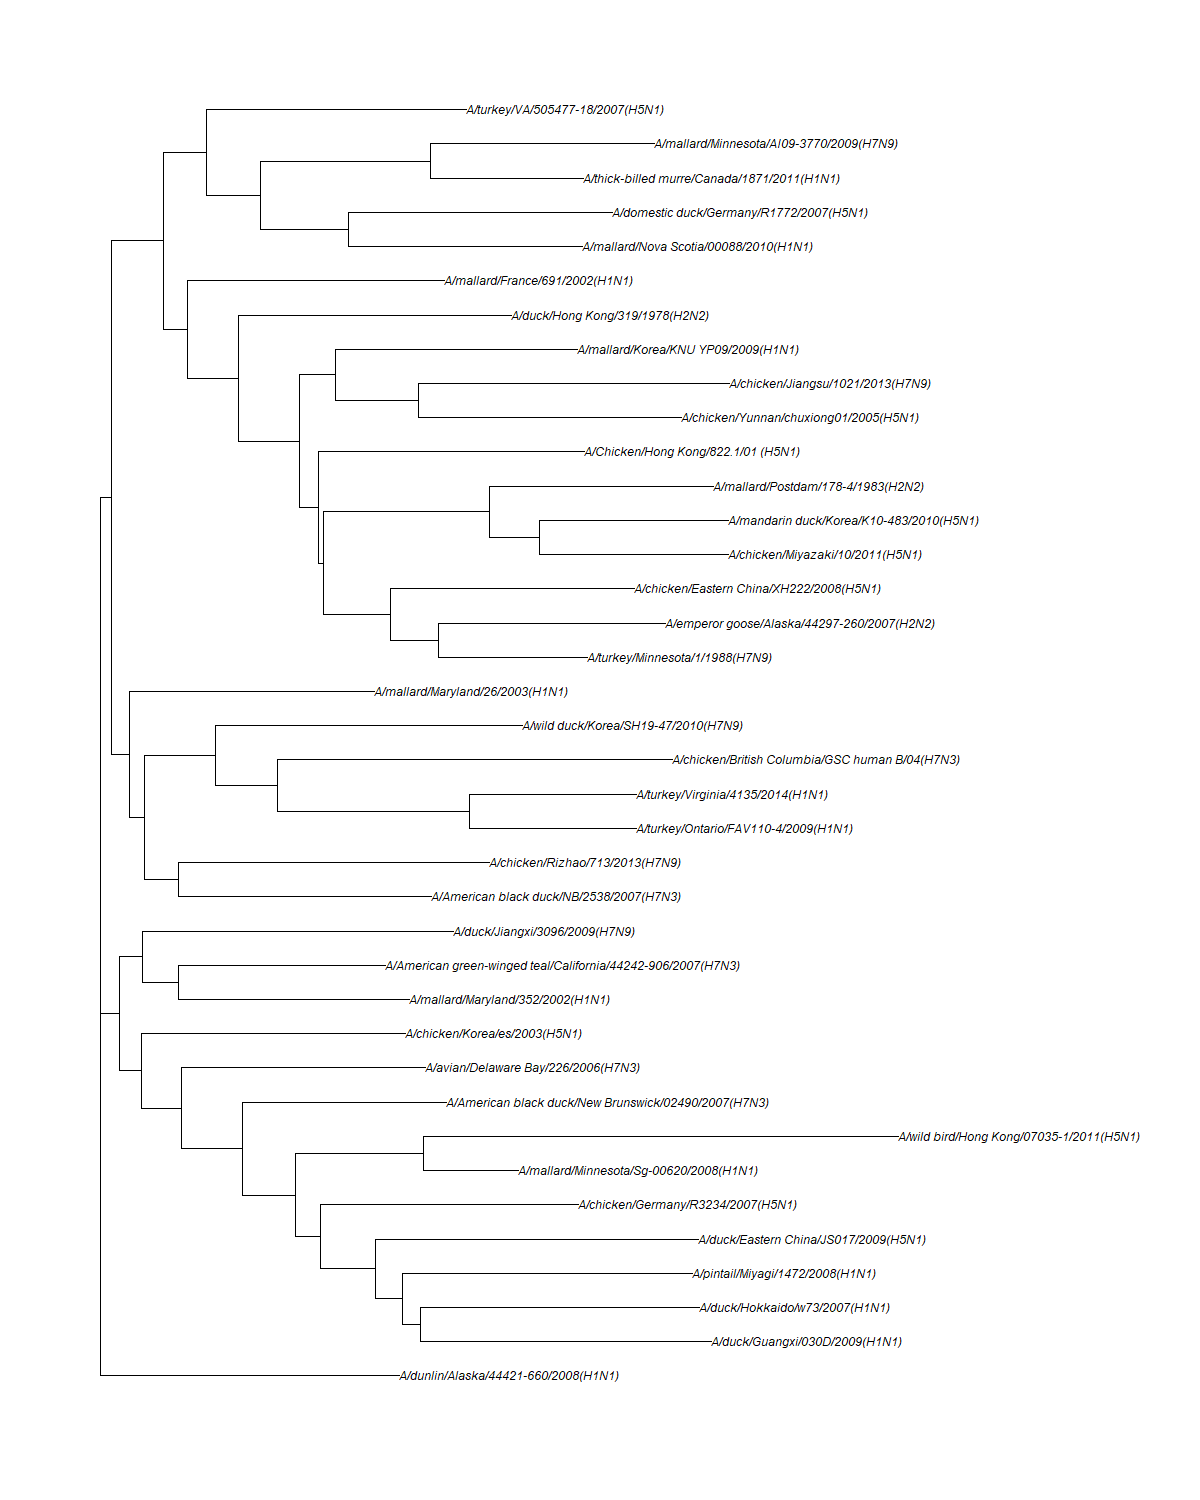 A/turkey/VA/505477-18/2007(H5N1)
A/mallard/Minnesota/AI09-3770/2009(H7N9)
A/thick-billed murre/Canada/1871/2011(H1N1)
A/domestic duck/Germany/R1772/2007(H5N1)
A/mallard/Nova Scotia/00088/2010(H1N1)
A/mallard/France/691/2002(H1N1)
A/duck/Hong Kong/319/1978(H2N2)
A/mallard/Korea/KNU YP09/2009(H1N1)
A/chicken/Jiangsu/1021/2013(H7N9)
A/chicken/Yunnan/chuxiong01/2005(H5N1)
A/Chicken/Hong Kong/822.1/01 (H5N1)
A/mallard/Postdam/178-4/1983(H2N2)
A/mandarin duck/Korea/K10-483/2010(H5N1)
A/chicken/Miyazaki/10/2011(H5N1)
A/chicken/Eastern China/XH222/2008(H5N1)
A/emperor goose/Alaska/44297-260/2007(H2N2)
A/turkey/Minnesota/1/1988(H7N9)
A/mallard/Maryland/26/2003(H1N1)
A/wild duck/Korea/SH19-47/2010(H7N9)
A/chicken/British Columbia/GSC human B/04(H7N3)
A/turkey/Virginia/4135/2014(H1N1)
A/turkey/Ontario/FAV110-4/2009(H1N1)
A/chicken/Rizhao/713/2013(H7N9)
A/American black duck/NB/2538/2007(H7N3)
A/duck/Jiangxi/3096/2009(H7N9)
A/American green-winged teal/California/44242-906/2007(H7N3)
A/mallard/Maryland/352/2002(H1N1)
A/chicken/Korea/es/2003(H5N1)
A/avian/Delaware Bay/226/2006(H7N3)
A/American black duck/New Brunswick/02490/2007(H7N3)
A/wild bird/Hong Kong/07035-1/2011(H5N1)
A/mallard/Minnesota/Sg-00620/2008(H1N1)
A/chicken/Germany/R3234/2007(H5N1)
A/duck/Eastern China/JS017/2009(H5N1)
A/pintail/Miyagi/1472/2008(H1N1)
A/duck/Hokkaido/w73/2007(H1N1)
A/duck/Guangxi/030D/2009(H1N1)
A/dunlin/Alaska/44421-660/2008(H1N1)